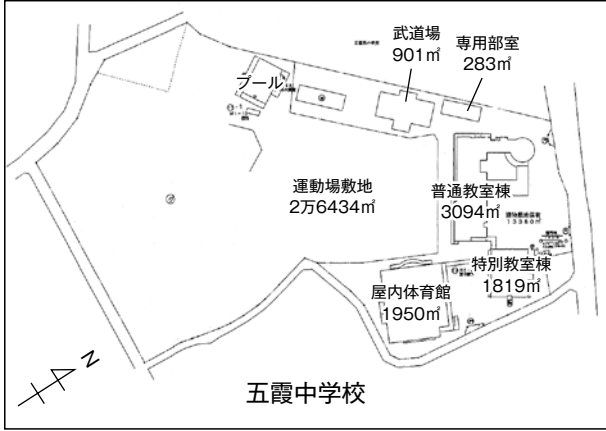 武道場
901㎡
専用部室
283㎡
プール
運動場敷地
2万6434㎡
普通教室棟
3094㎡
特別教室棟
1819㎡
屋内体育館
1950㎡
N
五霞中学校